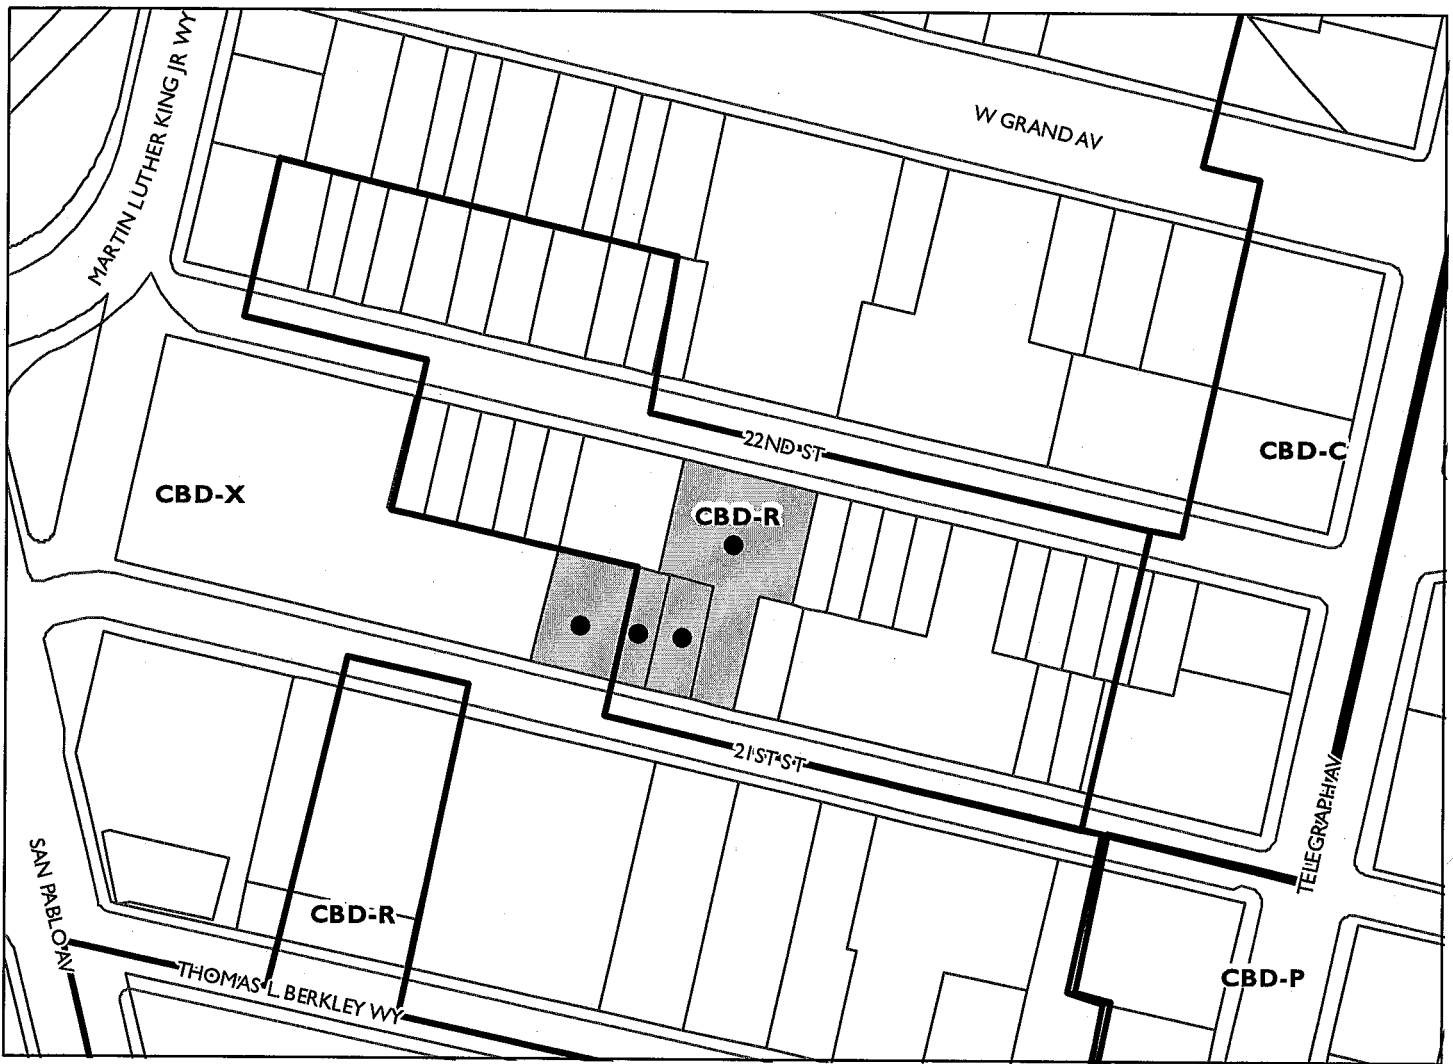 MARTIN LUTHER KING JR WY
W GRAND AV
22ND ST
CBD-C
CBD-X
CBD-R
21ST ST
TELEGRAPH AV
SAN PABLO AV
CBD-R
THOMAS L. BERKLEY WY
CBD-P